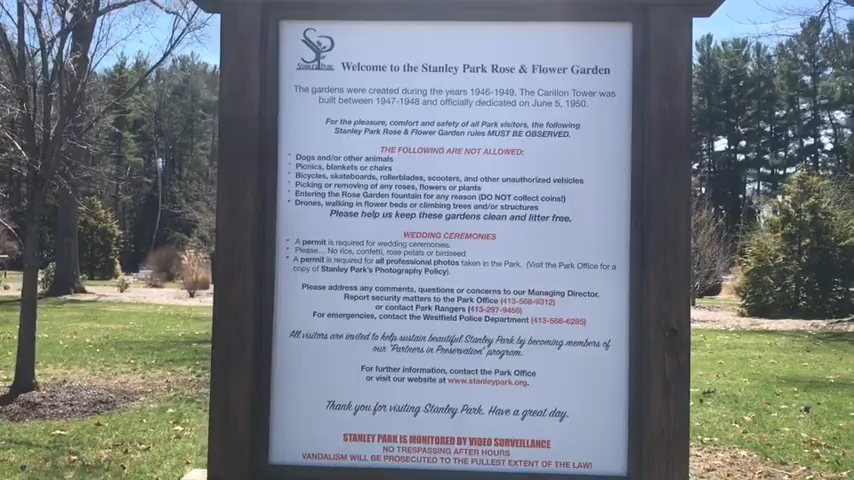 SP
Stanley Park
Welcome to the Stanley Park Rose & Flower Garden
The gardens were created during the years 1946-1949. The Carillon Tower was
built between 1947-1948 and officially dedicated on June 5, 1950.
For the pleasure, comfort and safety of all Park visitors, the following
Stanley Park Rose & Flower Garden rules MUST BE OBSERVED.
THE FOLLOWING ARE NOT ALLOWED:
• Dogs and/or other animals
• Picnics, blankets or chairs
• Bicycles, skateboards, rollerblades, scooters, and other unauthorized vehicles
• Picking or removing of any roses, flowers or plants
• Entering the Rose Garden fountain for any reason (DO NOT collect coins!)
• Drones, walking in flower beds or climbing trees and/or structures
Please help us keep these gardens clean and litter free.
WEDDING CEREMONIES
• A permit is required for wedding ceremonies.
• Please... No rice, confetti, rose petals or birdseed
• A permit is required for all professional photos taken in the Park. (Visit the Park Office for a
copy of Stanley Park's Photography Policy).
Please address any comments, questions or concerns to our Managing Director.
Report security matters to the Park Office (413-568-9312)
or contact Park Rangers (413-297-9456)
For emergencies, contact the Westfield Police Department (413-568-6285)
All visitors are invited to help sustain beautiful Stanley Park by becoming members of
our "Partners in Preservation" program.
For further information, contact the Park Office
or visit our website at www.stanleypark.org.
Thank you for visiting Stanley Park. Have a great day.
STANLEY PARK IS MONITORED BY VIDEO SURVEILLANCE
NO TRESPASSING AFTER HOURS
VANDALISM WILL BE PROSECUTED TO THE FULLEST EXTENT OF THE LAW!